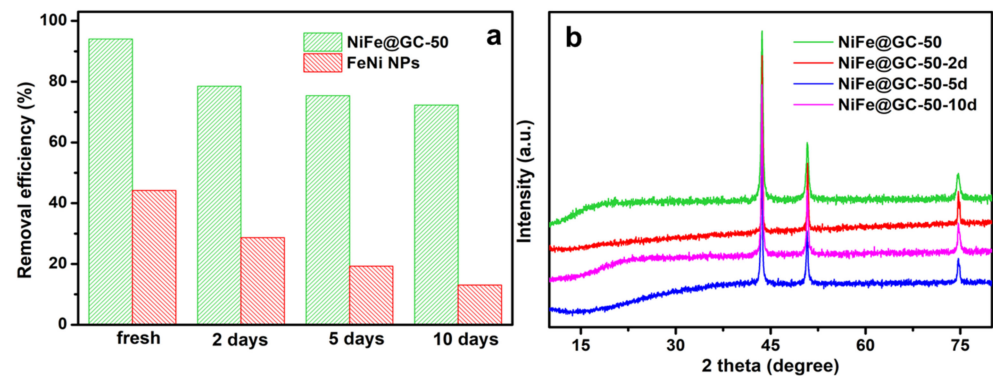 100
80
60
40
20
0
Removal efficiency (%)
NiFe@GC-50
FeNi NPs
a
fresh
2 days
5 days
10 days
b
NiFe@GC-50
NiFe@GC-50-2d
NiFe@GC-50-5d
NiFe@GC-50-10d
Intensity (a.u.)
15
30
45
60
75
2 theta (degree)